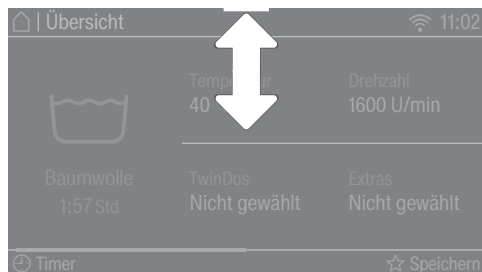 | Übersicht 11:02
Temperatur Drehzahl
40 1600 U/min
Baumwolle
1:57 Std
TwinDos Extras
Nicht gewählt Nicht gewählt
Timer Speichern